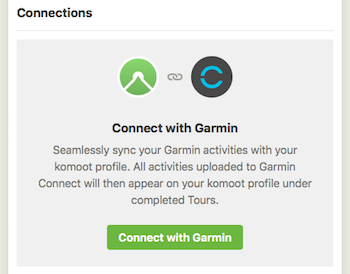 Connections
Connect with Garmin
Seamlessly sync your Garmin activities with your
komoot profile. All activities uploaded to Garmin
Connect will then appear on your komoot profile under
completed Tours.
Connect with Garmin